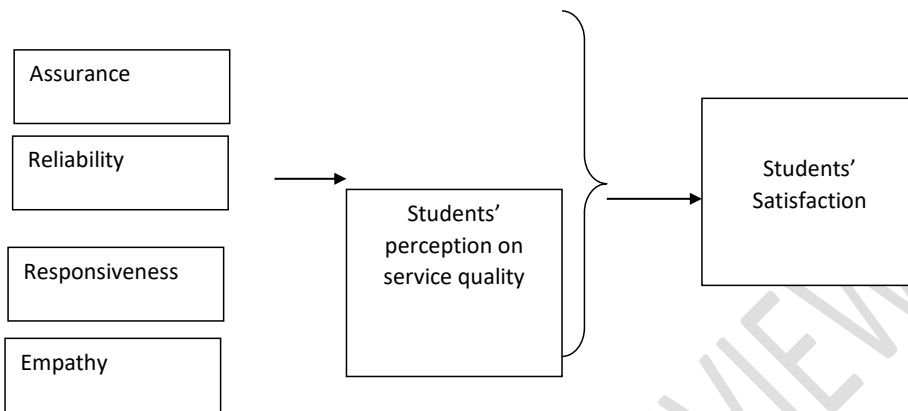 Assurance
Reliability
Responsiveness
Empathy
Students’
perception on
service quality
Students’
Satisfaction